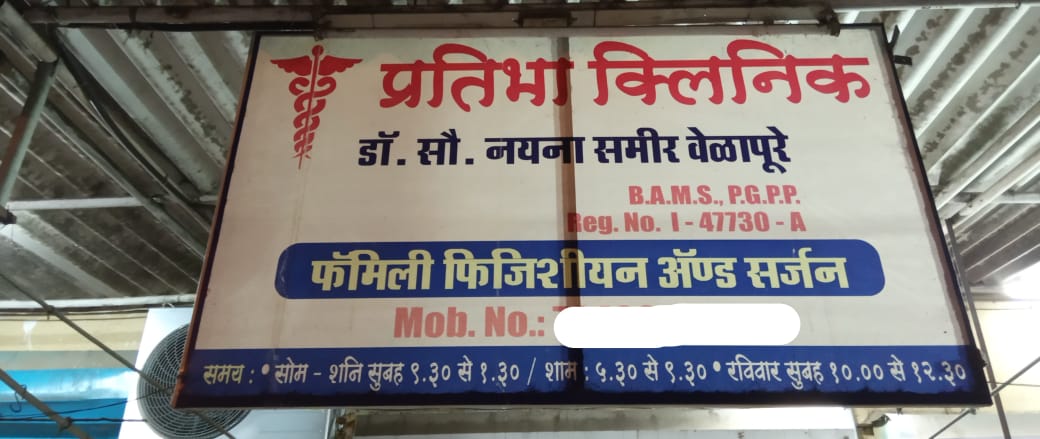 प्रतिभा क्लिनिक
डॉ. सौ. नयना समीर वेळापूरे
B.A.M.S., P.G.P.P.
Reg. No. I - 47730 - A
फॅमिली फिजिशीयन ॲण्ड सर्जन
Mob. No.:
समय : • सोम - शनि सुबह ९.३० से १.३० / शाम : ५.३० से ९.३० • रविवार सुबह १०.०० से १२.३०